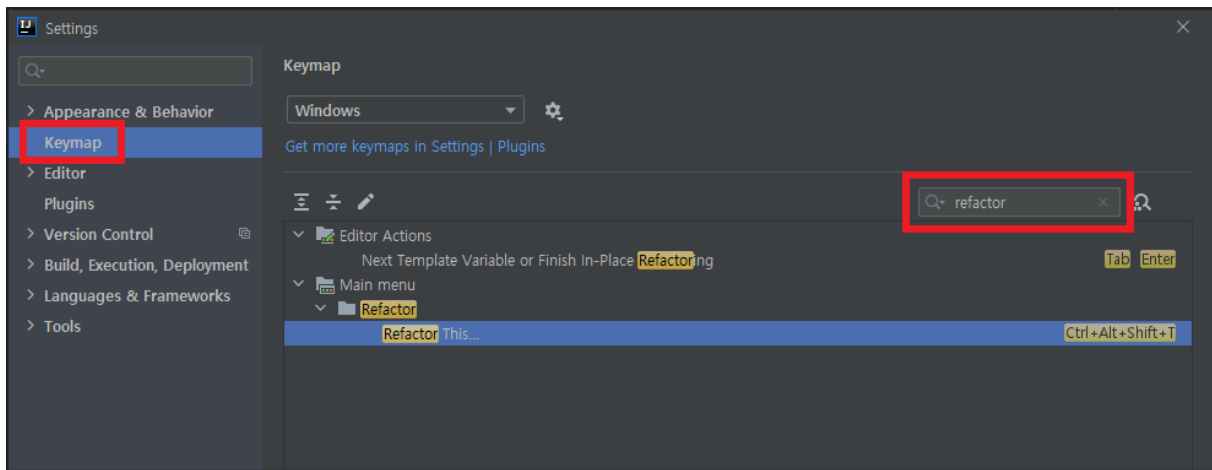 IJ Settings
Keymap
Appearance & Behavior
Windows
Keymap
Get more keymaps in Settings | Plugins
Editor
Plugins
refactor
Version Control
Editor Actions
Build, Execution, Deployment
Next Template Variable or Finish In-Place Refactoring Tab Enter
Languages & Frameworks
Main menu
Tools
Refactor
Refactor This... Ctrl+Alt+Shift+T